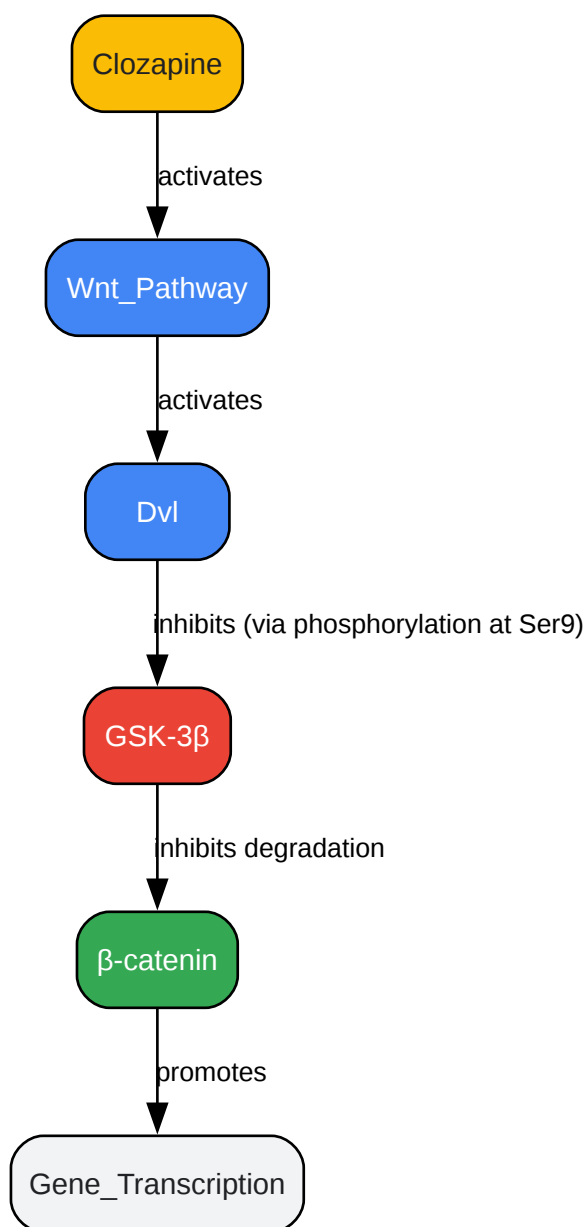 Clozapine
activates
Wnt_Pathway
activates
Dvl
inhibits (via phosphorylation at Ser9)
GSK-3β
inhibits degradation
β-catenin
promotes
Gene_Transcription